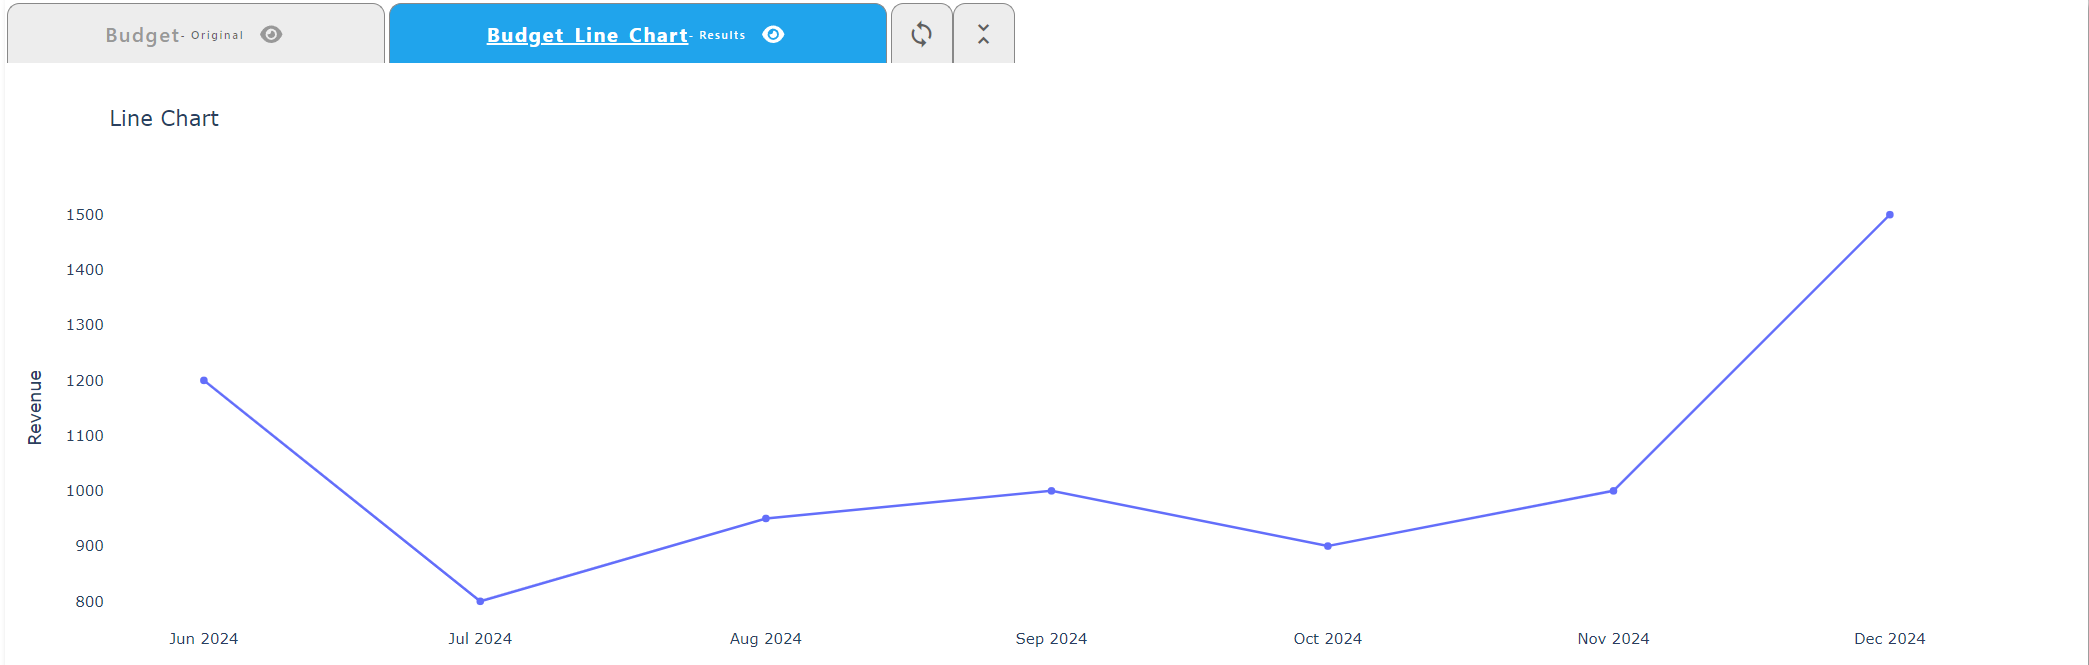 Budget- Original
Budget Line Chart- Results
Line Chart
1500
1400
1300
1200
1100
1000
900
800
Revenue
Jun 2024 Jul 2024 Aug 2024 Sep 2024 Oct 2024 Nov 2024 Dec 2024